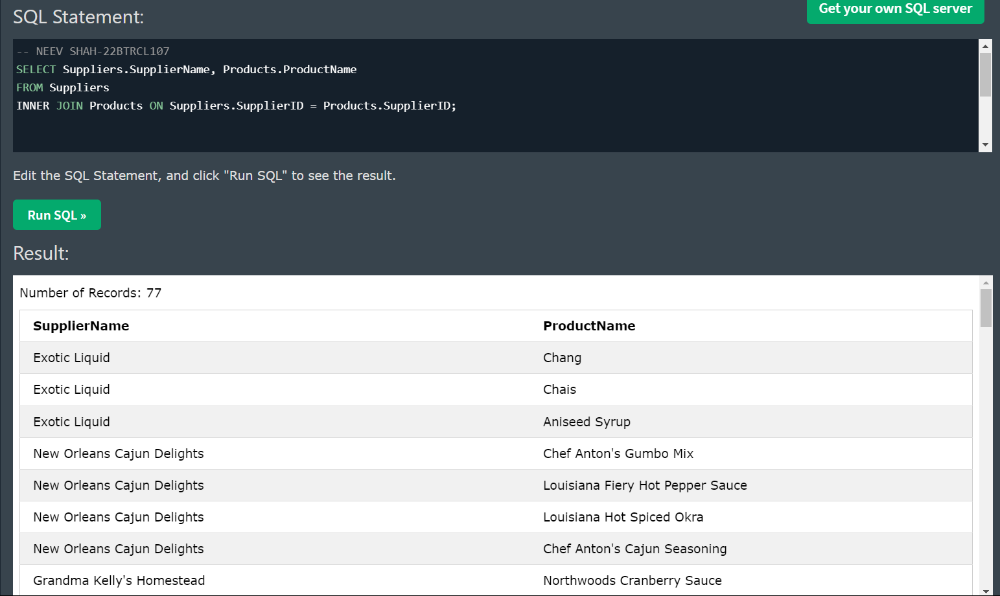 SQL Statement:
Get your own SQL server
-- NEEV SHAH-22BTRCL107
SELECT Suppliers.SupplierName, Products.ProductName
FROM Suppliers
INNER JOIN Products ON Suppliers.SupplierID = Products.SupplierID;
Edit the SQL Statement, and click "Run SQL" to see the result.
Run SQL »
Result:
Number of Records: 77
SupplierName ProductName
Exotic Liquid Chang
Exotic Liquid Chais
Exotic Liquid Aniseed Syrup
New Orleans Cajun Delights Chef Anton's Gumbo Mix
New Orleans Cajun Delights Louisiana Fiery Hot Pepper Sauce
New Orleans Cajun Delights Louisiana Hot Spiced Okra
New Orleans Cajun Delights Chef Anton's Cajun Seasoning
Grandma Kelly's Homestead Northwoods Cranberry Sauce